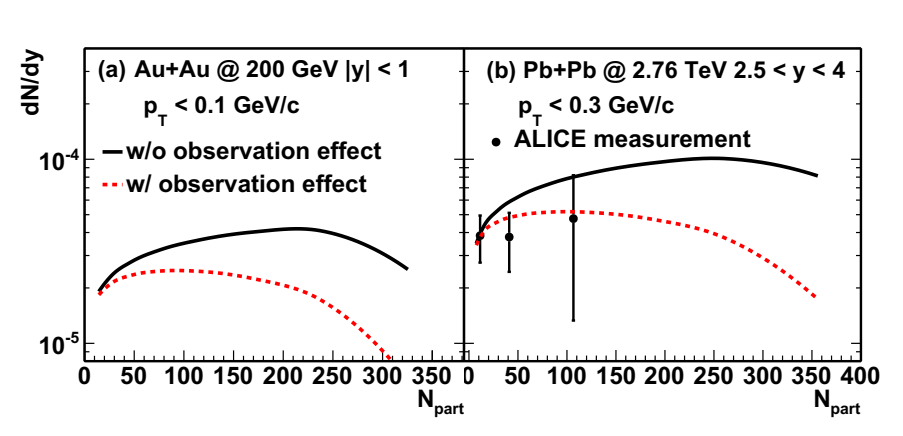 dN/dy
(a) Au+Au @ 200 GeV |y| < 1
p_T < 0.1 GeV/c
w/o observation effect
w/ observation effect
10^-4
10^-5
0 50 100 150 200 250 300 350
N_part
(b) Pb+Pb @ 2.76 TeV 2.5 < y < 4
p_T < 0.3 GeV/c
ALICE measurement
0 50 100 150 200 250 300 350 400
N_part